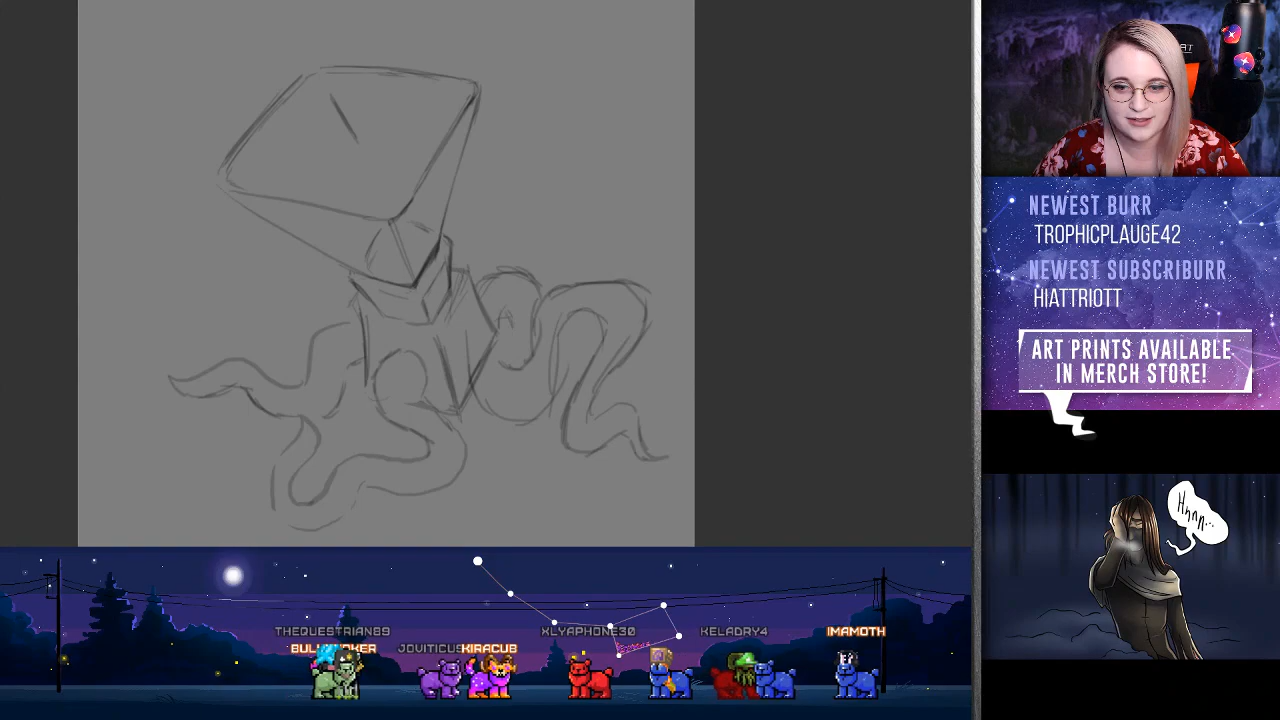 NEWEST BURR
TROPHICPLAUGE42
NEWEST SUBSCRIBURR
HIATTRIOTT
ART PRINTS AVAILABLE
IN MERCH STORE!
Hnnn...
THEQUESTRIAN89
JOVITICUS
KIRACUB
XLYAPHONE30
KELADRY4
IMAMOTH